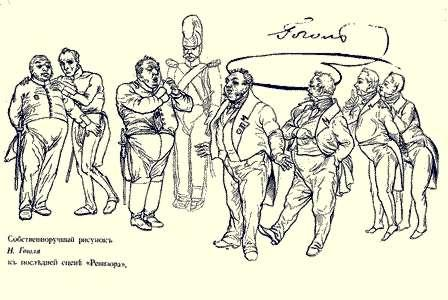 Гоголь
Собственноручный рисунокъ
Н. Гоголя
къ послѣдней сценѣ «Ревизора»,